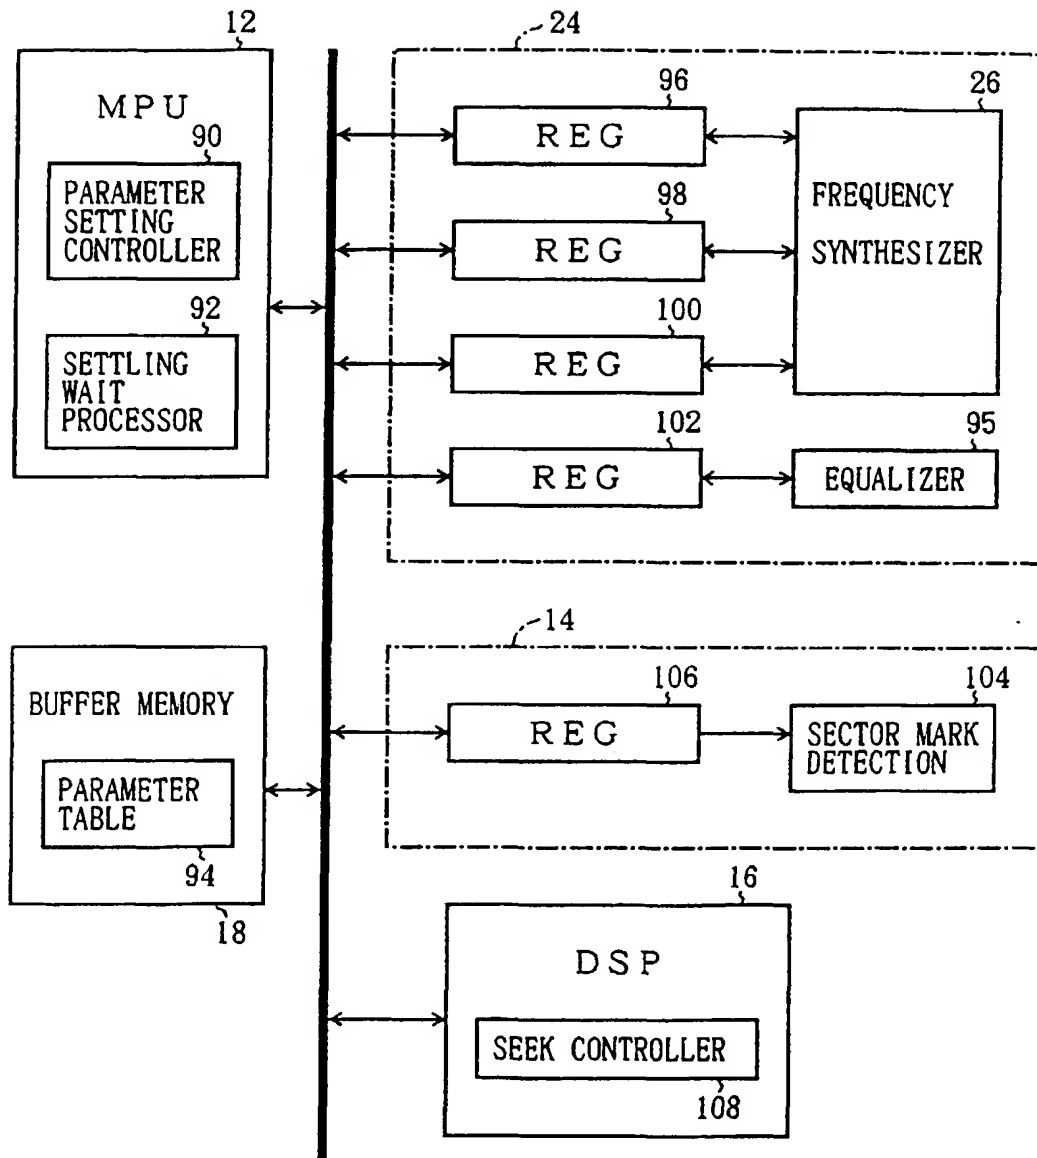 12
MPU
90
PARAMETER
SETTING
CONTROLLER
92
SETTLING
WAIT
PROCESSOR
24
96
REG
98
REG
100
REG
102
REG
26
FREQUENCY
SYNTHESIZER
95
EQUALIZER
BUFFER MEMORY
PARAMETER
TABLE
94
18
14
106
REG
104
SECTOR MARK
DETECTION
16
DSP
SEEK CONTROLLER
108